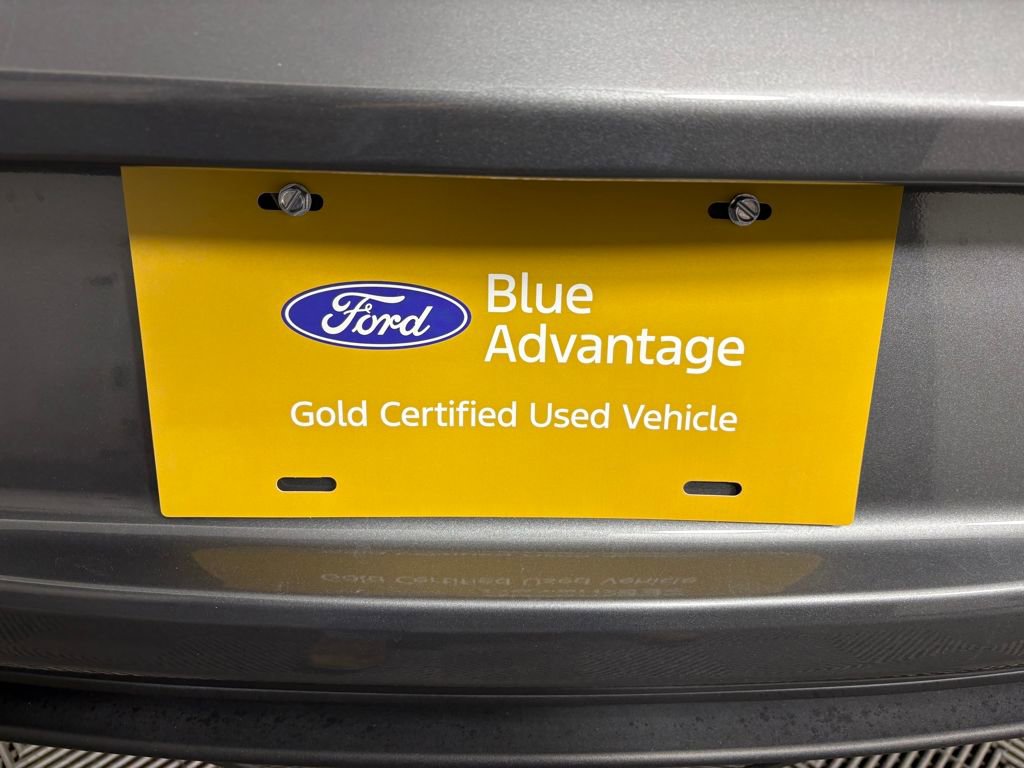 Ford
Blue
Advantage
Gold Certified Used Vehicle